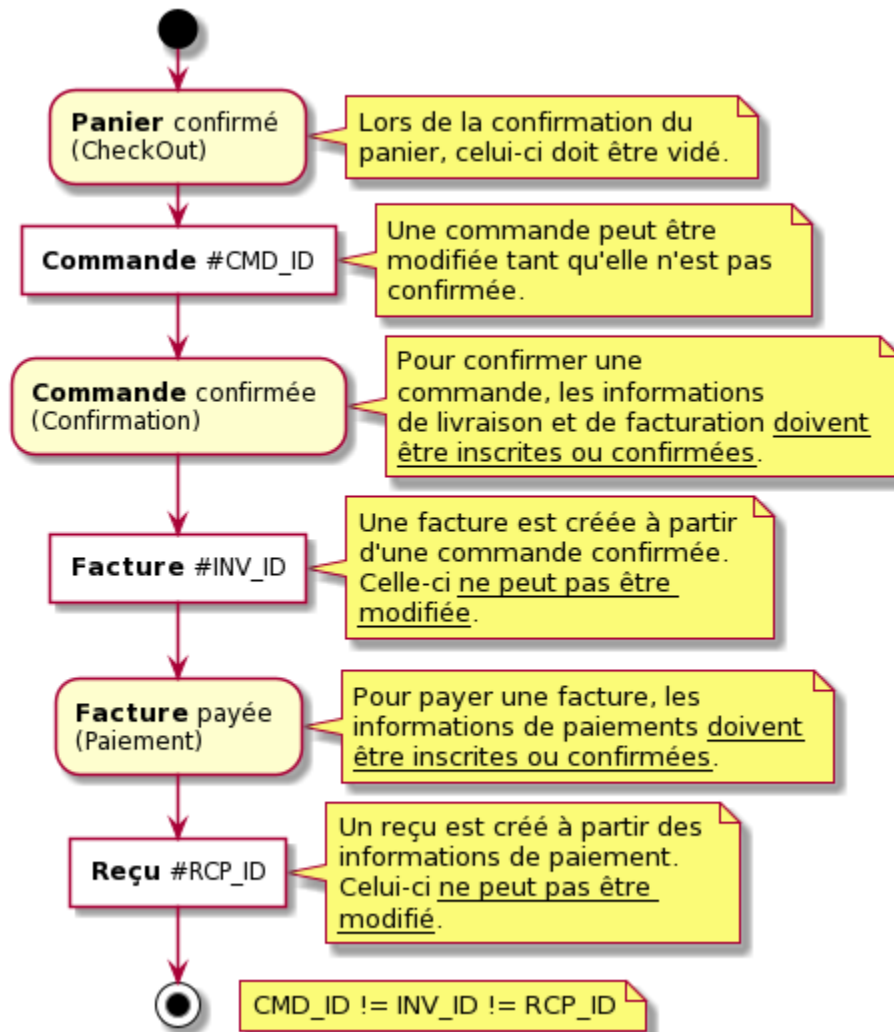 Panier confirmé
(CheckOut)
Lors de la confirmation du
panier, celui-ci doit être vidé.
Commande #CMD_ID
Une commande peut être
modifiée tant qu'elle n'est pas
confirmée.
Commande confirmée
(Confirmation)
Pour confirmer une
commande, les informations
de livraison et de facturation doivent
être inscrites ou confirmées.
Facture #INV_ID
Une facture est créée à partir
d'une commande confirmée.
Celle-ci ne peut pas être
modifiée.
Facture payée
(Paiement)
Pour payer une facture, les
informations de paiements doivent
être inscrites ou confirmées.
Reçu #RCP_ID
Un reçu est créé à partir des
informations de paiement.
Celui-ci ne peut pas être
modifié.
CMD_ID != INV_ID != RCP_ID